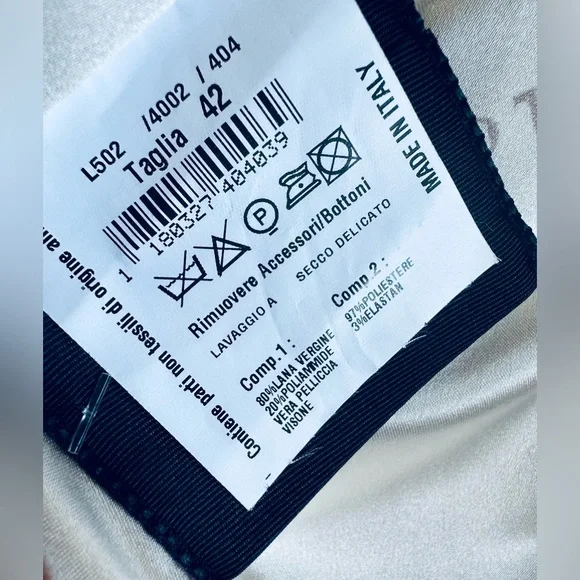 L502 /4002 / 404
Taglia 42
1 180327 404039
P
Rimuovere Accessori/Bottoni
LAVAGGIO A SECCO DELICATO
Comp.1 :
80%LANA VERGINE
20%POLIAMMIDE
VERA PELLICCIA
VISONE
Comp.2 :
97%POLIESTERE
3%ELASTAN
MADE IN ITALY
Contiene parti non tessili di origine